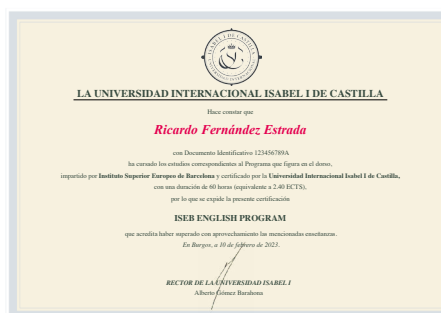 LA UNIVERSIDAD INTERNACIONAL ISABEL I DE CASTILLA
Hace constar que
Ricardo Fernández Estrada
con Documento Identificativo 123456789A
ha cursado los estudios correspondientes al Programa que figura en el dorso,
impartido por Instituto Superior Europeo de Barcelona y certificado por la Universidad Internacional Isabel I de Castilla,
con una duración de 60 horas (equivalente a 2.40 ECTS),
por lo que se expide la presente certificación
ISEB ENGLISH PROGRAM
que acredita haber superado con aprovechamiento las mencionadas enseñanzas.
En Burgos, a 10 de febrero de 2023.
RECTOR DE LA UNIVERSIDAD ISABEL I
Alberto Gómez Barahona